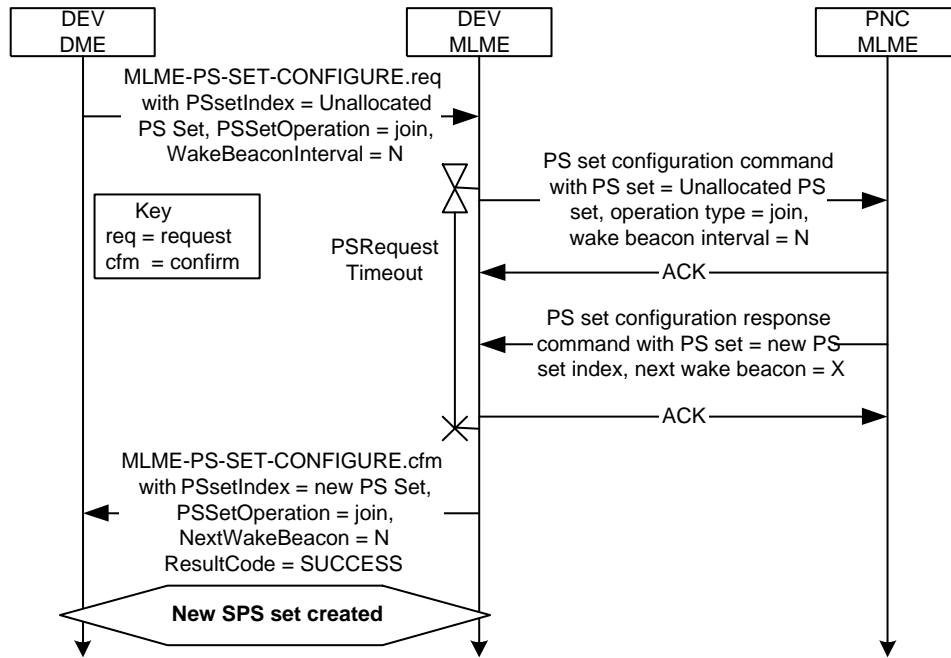 DEV
DME
DEV
MLME
PNC
MLME
MLME-PS-SET-CONFIGURE.req
with PSsetIndex = Unallocated
PS Set, PSSetOperation = join,
WakeBeaconInterval = N
PS set configuration command
with PS set = Unallocated PS
set, operation type = join,
wake beacon interval = N
Key
req = request
cfm = confirm
PSRequest
Timeout
ACK
PS set configuration response
command with PS set = new PS
set index, next wake beacon = X
ACK
MLME-PS-SET-CONFIGURE.cfm
with PSsetIndex = new PS Set,
PSSetOperation = join,
NextWakeBeacon = N
ResultCode = SUCCESS
New SPS set created